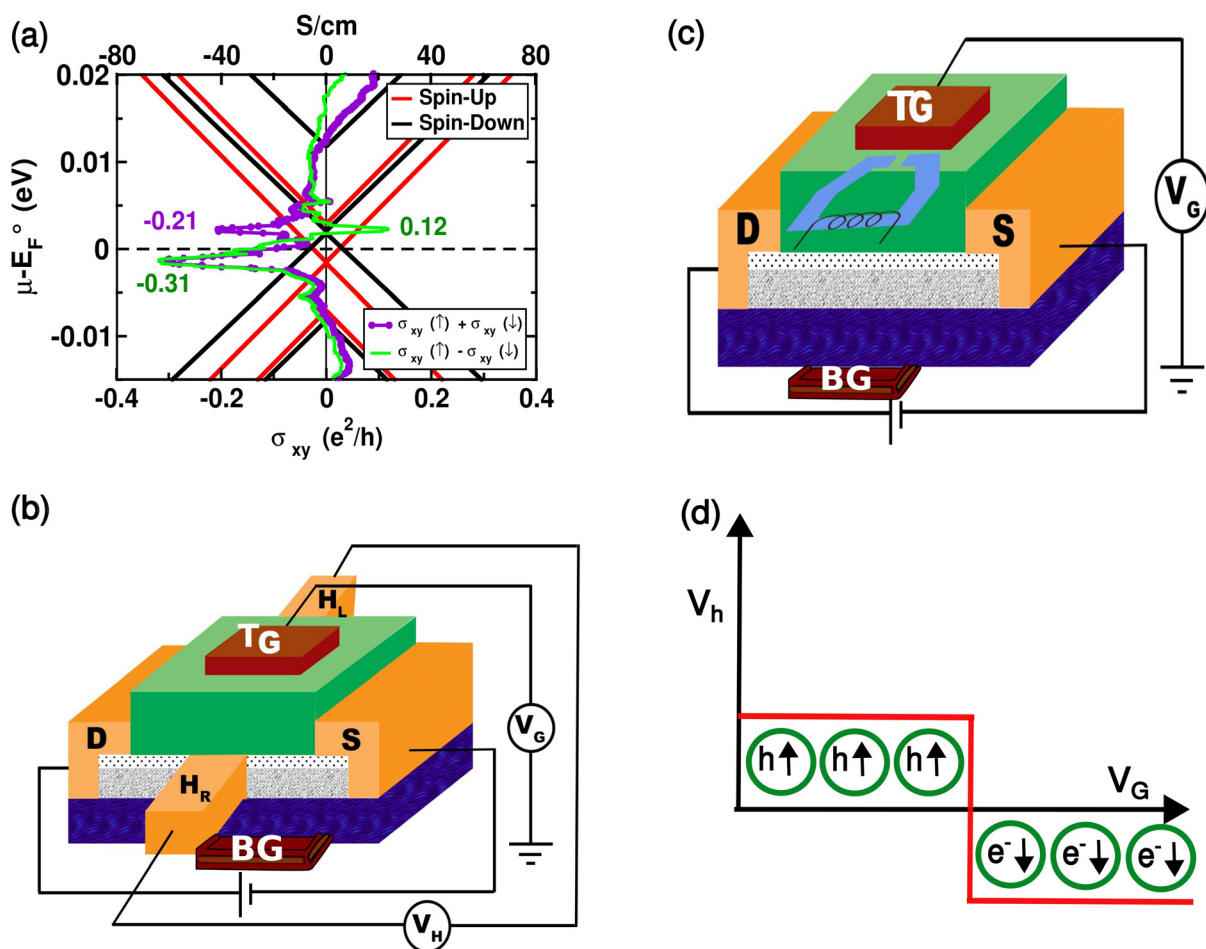 (a)
S/cm
-80 -40 0 40 80
0.02
0.01
0
-0.01
μ-E_F° (eV)
Spin-Up
Spin-Down
-0.21
0.12
-0.31
σ_xy (↑) + σ_xy (↓)
σ_xy (↑) - σ_xy (↓)
-0.4 -0.2 0 0.2 0.4
σ_xy (e²/h)
(b)
H_L
T_G
V_G
D
S
H_R
BG
V_H
(c)
TG
V_G
D
S
BG
(d)
V_h
h↑ h↑ h↑
V_G
e⁻↓ e⁻↓ e⁻↓